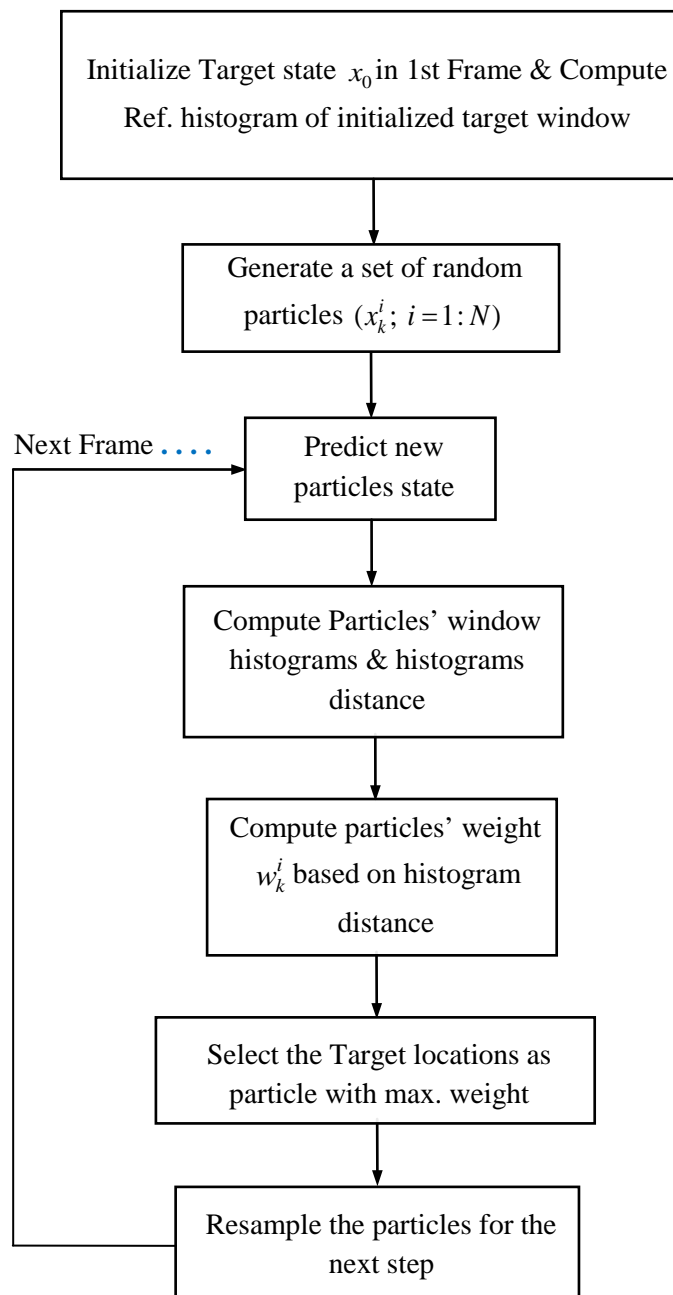 Initialize Target state x₀ in 1st Frame & Compute
Ref. histogram of initialized target window
Generate a set of random
particles (xₖⁱ; i = 1: N)
Next Frame . . . .
Predict new
particles state
Compute Particles’ window
histograms & histograms
distance
Compute particles’ weight
wₖⁱ based on histogram
distance
Select the Target locations as
particle with max. weight
Resample the particles for the
next step